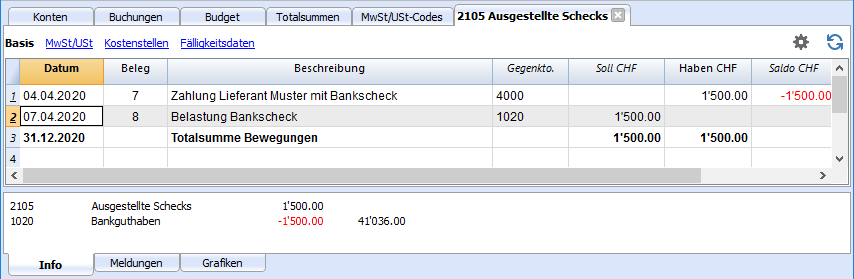 Konten Buchungen Budget Totalsummen MwSt/USt-Codes 2105 Ausgestellte Schecks
Basis MwSt/USt Kostenstellen Fälligkeitsdaten
Datum Beleg Beschreibung Gegenkto. Soll CHF Haben CHF Saldo CHF
1 04.04.2020 7 Zahlung Lieferant Muster mit Bankscheck 4000 1'500.00 -1'500.00
2 07.04.2020 8 Belastung Bankscheck 1020 1'500.00
3 31.12.2020 Totalsumme Bewegungen 1'500.00 1'500.00
4
2105 Ausgestellte Schecks 1'500.00
1020 Bankguthaben -1'500.00 41'036.00
Info Meldungen Grafiken